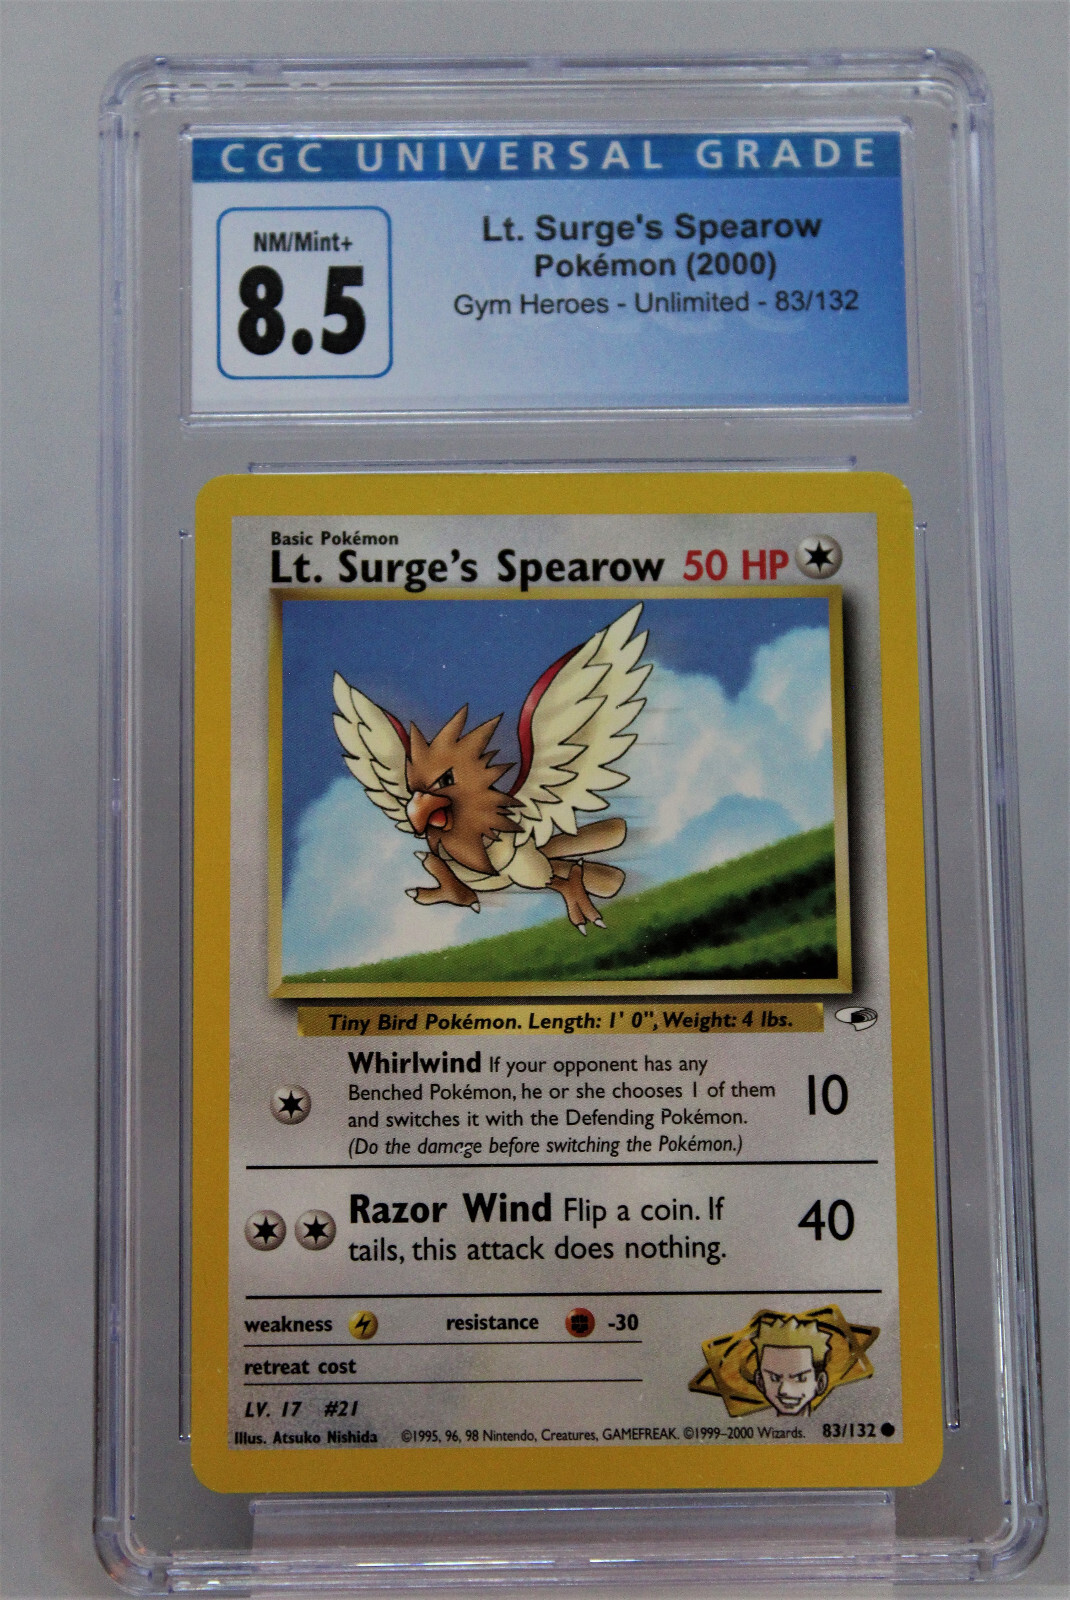 CGC UNIVERSAL GRADE
NM/Mint+
8.5
Lt. Surge's Spearow
Pokémon (2000)
Gym Heroes - Unlimited - 83/132
Basic Pokémon
Lt. Surge's Spearow 50 HP
Tiny Bird Pokémon. Length: 1' 0", Weight: 4 lbs.
Whirlwind If your opponent has any
Benched Pokémon, he or she chooses 1 of them
and switches it with the Defending Pokémon.
(Do the damage before switching the Pokémon.)
10
Razor Wind Flip a coin. If
tails, this attack does nothing.
40
weakness resistance -30
retreat cost
LV. 17 #21
Illus. Atsuko Nishida ©1995, 96, 98 Nintendo, Creatures, GAMEFREAK. ©1999-2000 Wizards. 83/132